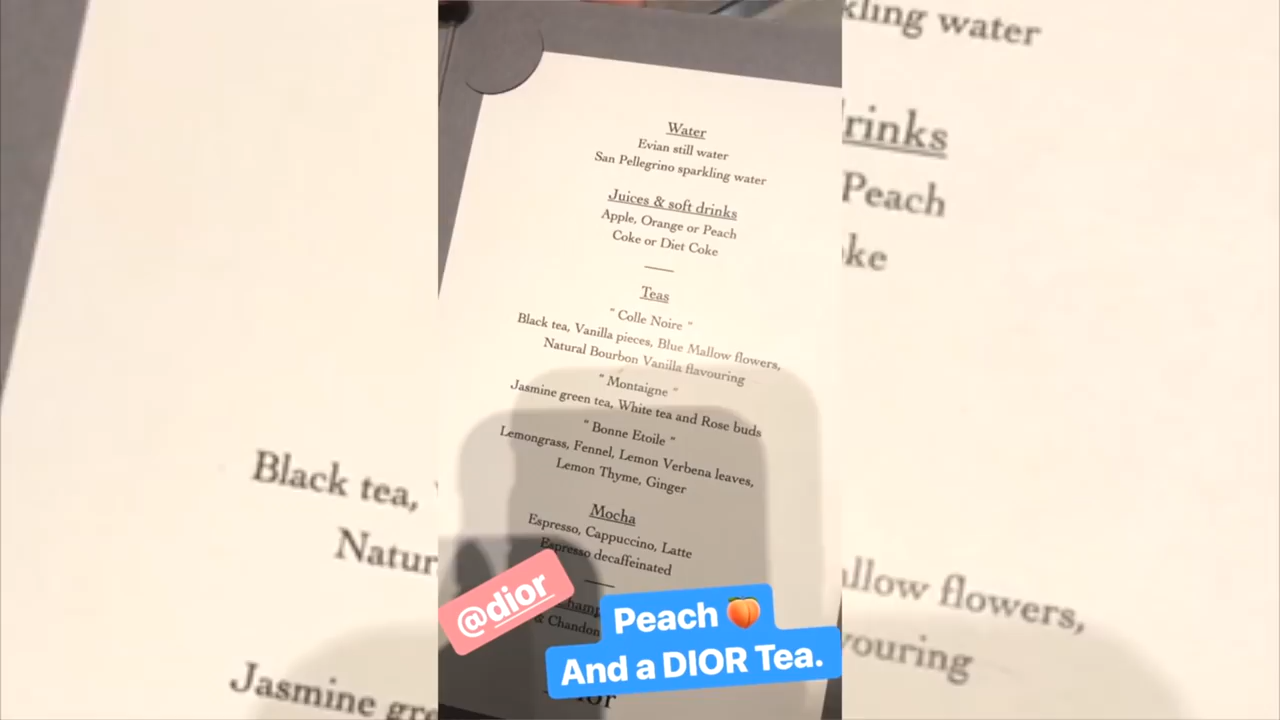 Water
Evian still water
San Pellegrino sparkling water
Juices & soft drinks
Apple, Orange or Peach
Coke or Diet Coke
Teas
" Colle Noire "
Black tea, Vanilla pieces, Blue Mallow flowers,
Natural Bourbon Vanilla flavouring
" Montaigne "
Jasmine green tea, White tea and Rose buds
" Bonne Etoile "
Lemongrass, Fennel, Lemon Verbena leaves,
Lemon Thyme, Ginger
Mocha
Espresso, Cappuccino, Latte
Espresso decaffeinated
& Chandon
@dior
Peach 🍑
And a DIOR Tea.
Black tea,
Natur
Jasmine gre
kling water
rinks
Peach
ke
allow flowers,
vouring